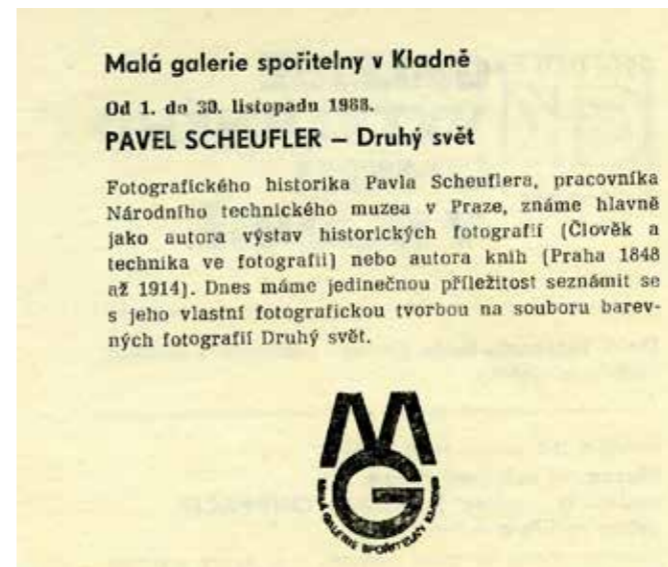 Malá galerie spořitelny v Kladně
Od 1. do 30. listopadu 1988.
PAVEL SCHEUFLER — Druhý svět
Fotografického historika Pavla Scheuflera, pracovníka
Národního technického muzea v Praze, známe hlavně
jako autora výstav historických fotografií (Člověk a
technika ve fotografii) nebo autora knih (Praha 1848
až 1914). Dnes máme jedinečnou příležitost seznámit se
s jeho vlastní fotografickou tvorbou na souboru barev-
ných fotografií Druhý svět.
MG
MALÁ GALERIE SPOŘITELNY KLADNO